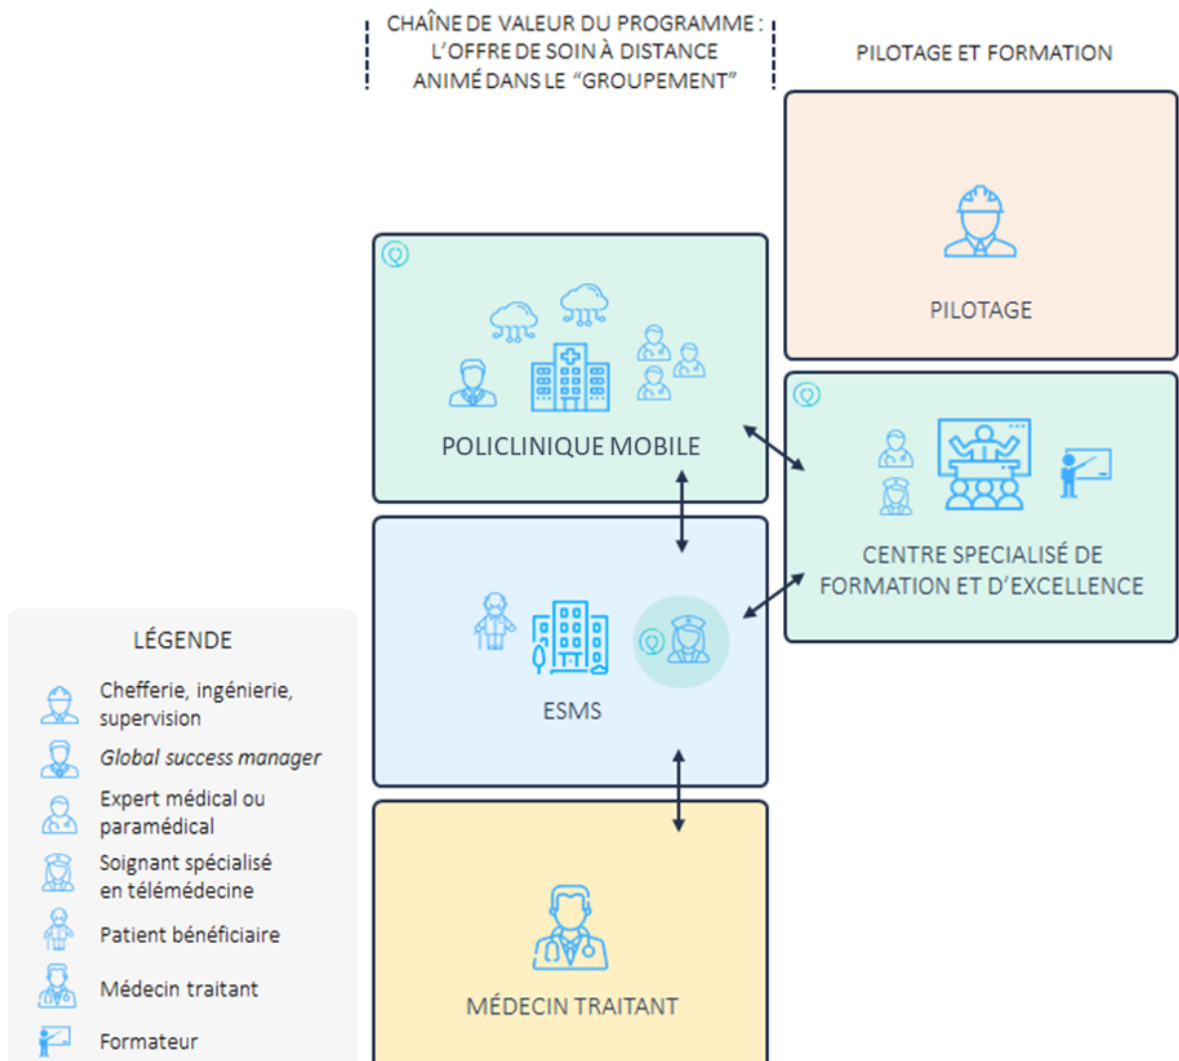 CHAÎNE DE VALEUR DU PROGRAMME :
L’OFFRE DE SOIN À DISTANCE
ANIMÉ DANS LE “GROUPEMENT”
PILOTAGE ET FORMATION
PILOTAGE
POLICLINIQUE MOBILE
CENTRE SPECIALISÉ DE
FORMATION ET D’EXCELLENCE
ESMS
MÉDECIN TRAITANT
LÉGENDE
Chefferie, ingénierie,
supervision
Global success manager
Expert médical ou
paramédical
Soignant spécialisé
en télémédecine
Patient bénéficiaire
Médecin traitant
Formateur